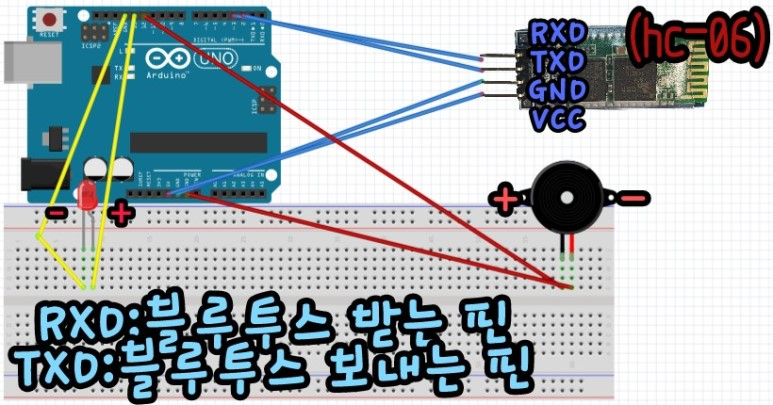 RXD
(hc-06)
TXD
GND
VCC
RESET
ICSP2
L
TX
RX
Arduino
UNO
ON
DIGITAL (PWM~)
ICSP
POWER
ANALOG IN
-
+
+
-
RXD:블루투스 받는 핀
TXD:블루투스 보내는 핀